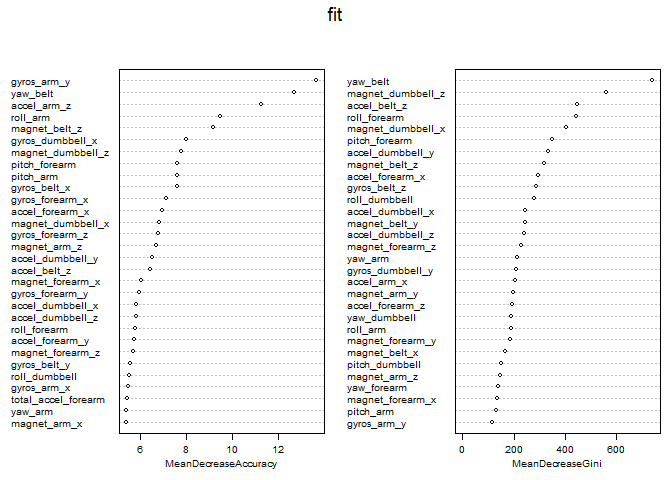 fit
gyros_arm_y
yaw_belt
accel_arm_z
roll_arm
magnet_belt_z
gyros_dumbbell_x
magnet_dumbbell_z
pitch_forearm
pitch_arm
gyros_belt_x
gyros_forearm_x
accel_forearm_x
magnet_dumbbell_x
gyros_forearm_z
magnet_arm_z
accel_dumbbell_y
accel_belt_z
magnet_forearm_x
gyros_forearm_y
accel_dumbbell_x
accel_dumbbell_z
roll_forearm
accel_forearm_y
magnet_forearm_z
gyros_belt_y
roll_dumbbell
gyros_arm_x
total_accel_forearm
yaw_arm
magnet_arm_x
6 8 10 12
MeanDecreaseAccuracy
yaw_belt
magnet_dumbbell_z
accel_belt_z
roll_forearm
magnet_dumbbell_x
pitch_forearm
accel_dumbbell_y
magnet_belt_z
accel_forearm_x
gyros_belt_z
roll_dumbbell
accel_dumbbell_x
magnet_belt_y
accel_dumbbell_z
magnet_forearm_z
yaw_arm
gyros_dumbbell_y
accel_arm_x
magnet_arm_y
accel_forearm_z
yaw_dumbbell
roll_arm
magnet_forearm_y
magnet_belt_x
pitch_dumbbell
magnet_arm_z
yaw_forearm
magnet_forearm_x
pitch_arm
gyros_arm_y
0 200 400 600
MeanDecreaseGini